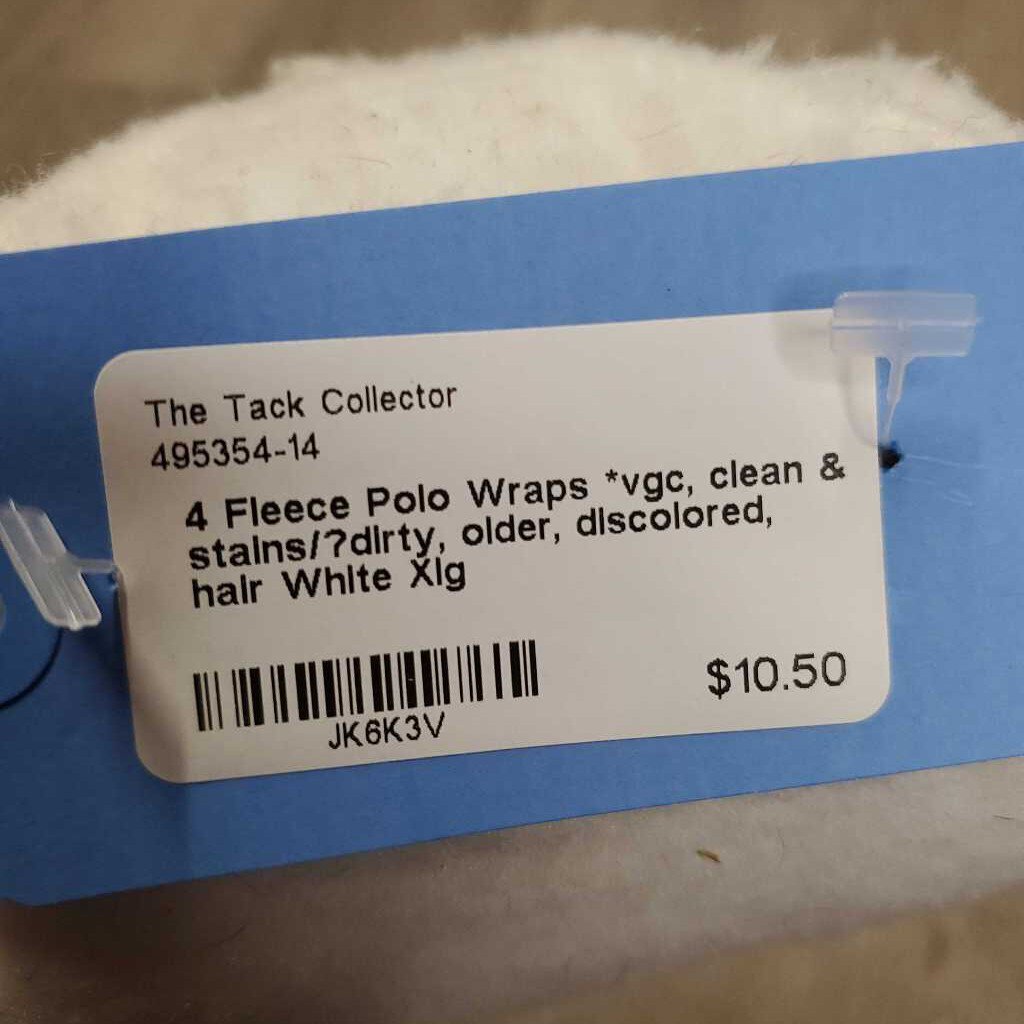 The Tack Collector
495354-14
4 Fleece Polo Wraps *vgc, clean &
stains/?dirty, older, discolored,
hair White Xlg
JK6K3V
$10.50